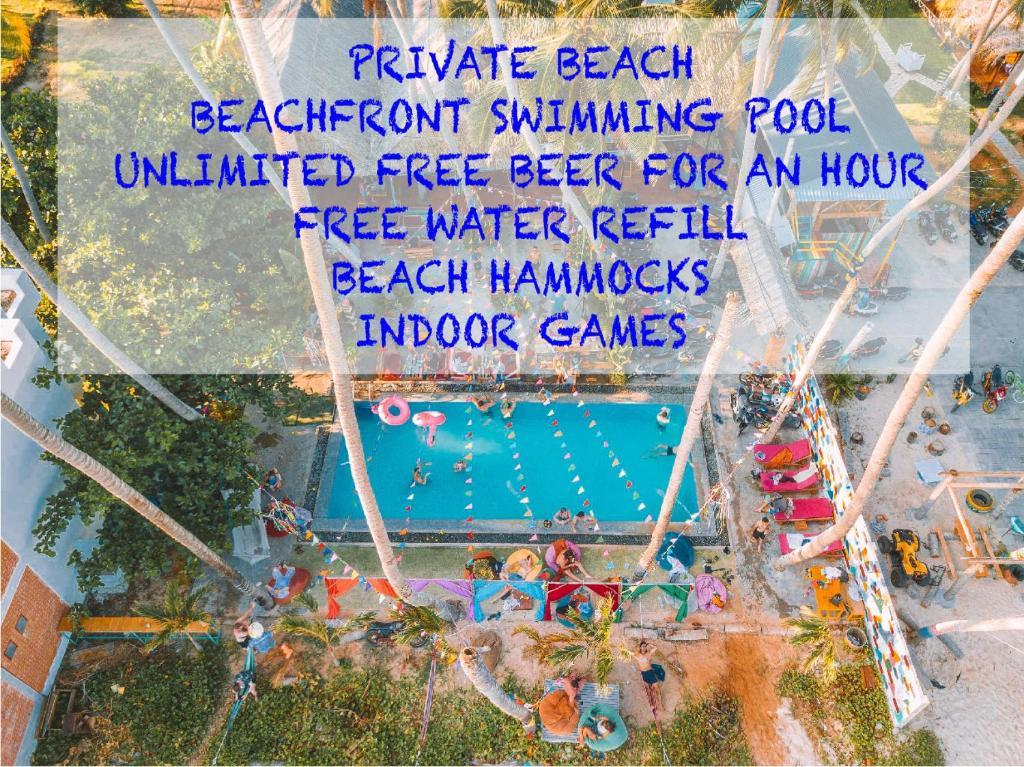 PRIVATE BEACH
BEACHFRONT SWIMMING POOL
UNLIMITED FREE BEER FOR AN HOUR
FREE WATER REFILL
BEACH HAMMOCKS
INDOOR GAMES